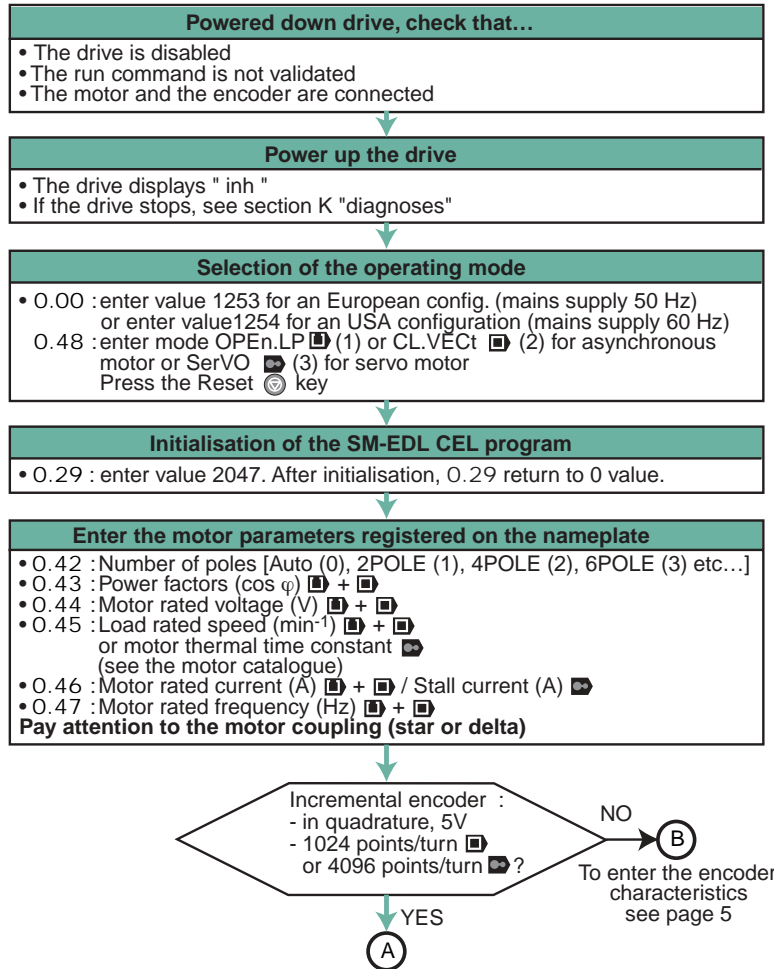 Powered down drive, check that…
• The drive is disabled
• The run command is not validated
• The motor and the encoder are connected
Power up the drive
• The drive displays " inh "
• If the drive stops, see section K "diagnoses"
Selection of the operating mode
• 0.00 : enter value 1253 for an European config. (mains supply 50 Hz)
or enter value1254 for an USA configuration (mains supply 60 Hz)
0.48 : enter mode OPEn.LP (1) or CL.VECt (2) for asynchronous
motor or SerVO (3) for servo motor
Press the Reset key
Initialisation of the SM-EDL CEL program
• 0.29 : enter value 2047. After initialisation, 0.29 return to 0 value.
Enter the motor parameters registered on the nameplate
• 0.42 : Number of poles [Auto (0), 2POLE (1), 4POLE (2), 6POLE (3) etc…]
• 0.43 : Power factors (cos φ) +
• 0.44 : Motor rated voltage (V) +
• 0.45 : Load rated speed (min-1) +
or motor thermal time constant
(see the motor catalogue)
• 0.46 : Motor rated current (A) + / Stall current (A)
• 0.47 : Motor rated frequency (Hz) +
Pay attention to the motor coupling (star or delta)
Incremental encoder :
- in quadrature, 5V
- 1024 points/turn
or 4096 points/turn ?
NO
B
To enter the encoder
characteristics
see page 5
YES
A